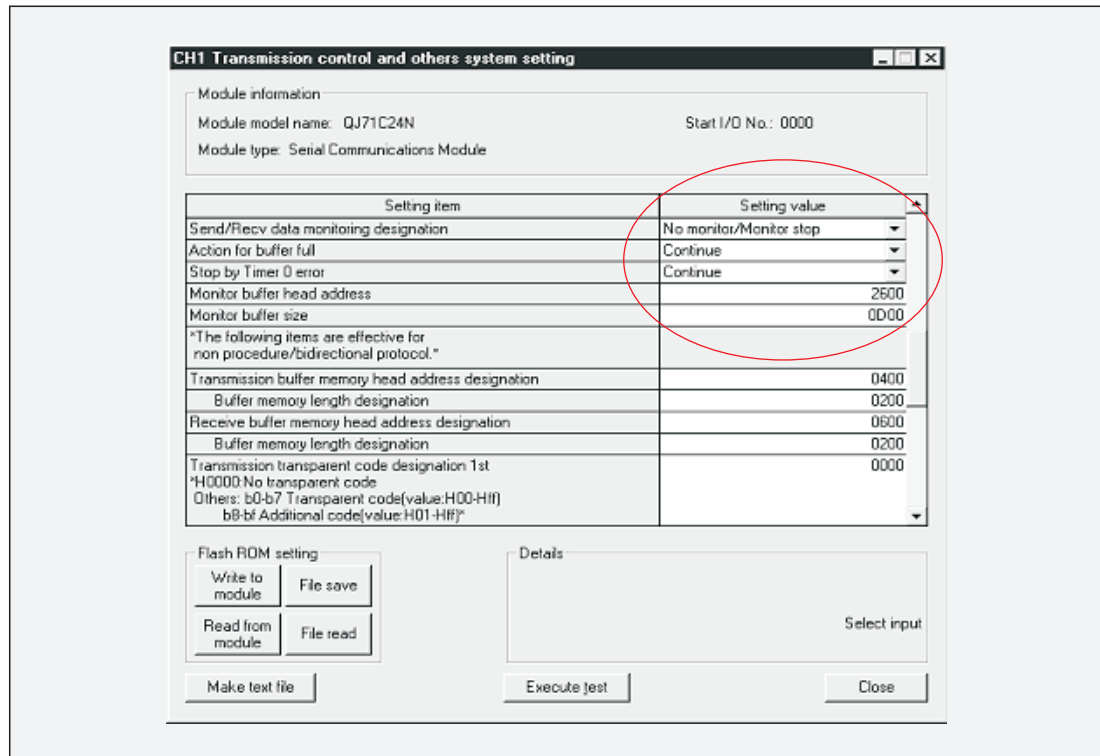 CH1 Transmission control and others system setting
Module information
Module model name: QJ71C24N Start I/O No.: 0000
Module type: Serial Communications Module
Setting item Setting value
Send/Recv data monitoring designation No monitor/Monitor stop
Action for buffer full Continue
Stop by Timer 0 error Continue
Monitor buffer head address 2600
Monitor buffer size 0D00
*The following items are effective for
non procedure/bidirectional protocol.*
Transmission buffer memory head address designation 0400
Buffer memory length designation 0200
Receive buffer memory head address designation 0600
Buffer memory length designation 0200
Transmission transparent code designation 1st 0000
*H0000:No transparent code
Others: b0-b7 Transparent code(value:H00-Hff)
b8-bf Additional code(value:H01-Hff)*
Flash ROM setting
Write to
module
File save
Read from
module
File read
Details
Select input
Make text file
Execute test
Close